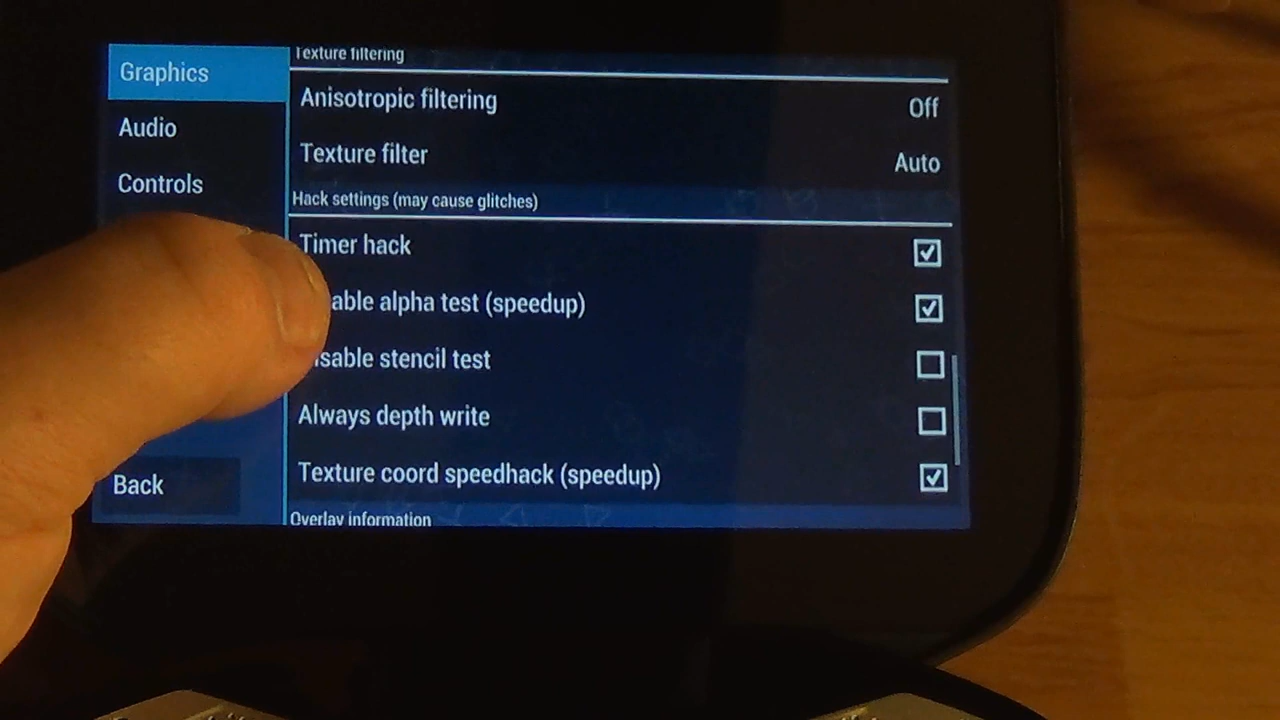 Texture filtering
Graphics
Anisotropic filtering Off
Audio
Texture filter Auto
Controls
Hack settings (may cause glitches)
Timer hack
able alpha test (speedup)
isable stencil test
Always depth write
Texture coord speedhack (speedup)
Back
Overlay information